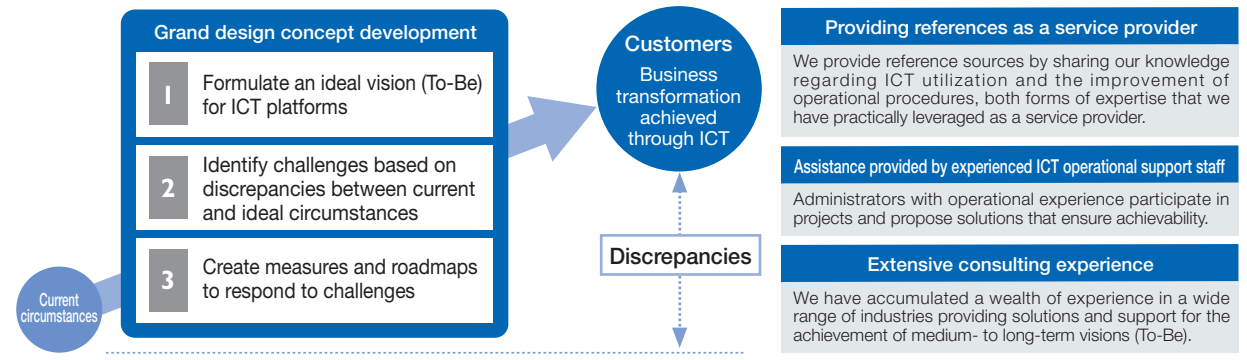 Grand design concept development
1
Formulate an ideal vision (To-Be)
for ICT platforms
2
Identify challenges based on
discrepancies between current
and ideal circumstances
3
Create measures and roadmaps
to respond to challenges
Current
circumstances
Customers
Business
transformation
achieved
through ICT
Discrepancies
Providing references as a service provider
We provide reference sources by sharing our knowledge
regarding ICT utilization and the improvement of
operational procedures, both forms of expertise that we
have practically leveraged as a service provider.
Assistance provided by experienced ICT operational support staff
Administrators with operational experience participate in
projects and propose solutions that ensure achievability.
Extensive consulting experience
We have accumulated a wealth of experience in a wide
range of industries providing solutions and support for the
achievement of medium- to long-term visions (To-Be).